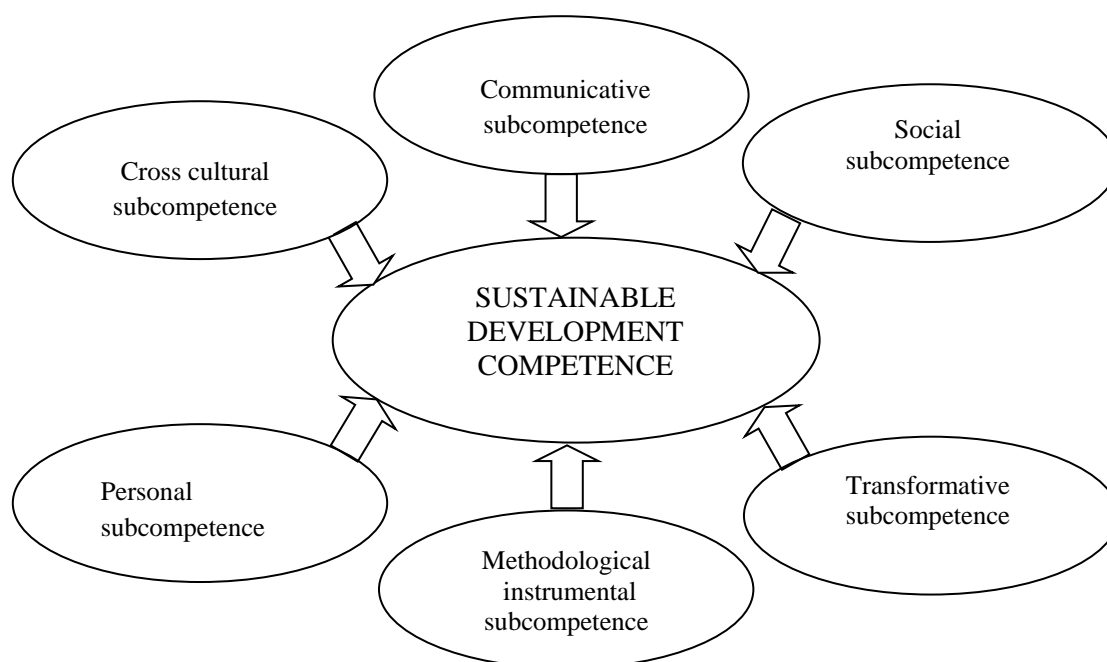 Communicative
subcompetence
Social
subcompetence
Cross cultural
subcompetence
SUSTAINABLE
DEVELOPMENT
COMPETENCE
Personal
subcompetence
Methodological
instrumental
subcompetence
Transformative
subcompetence